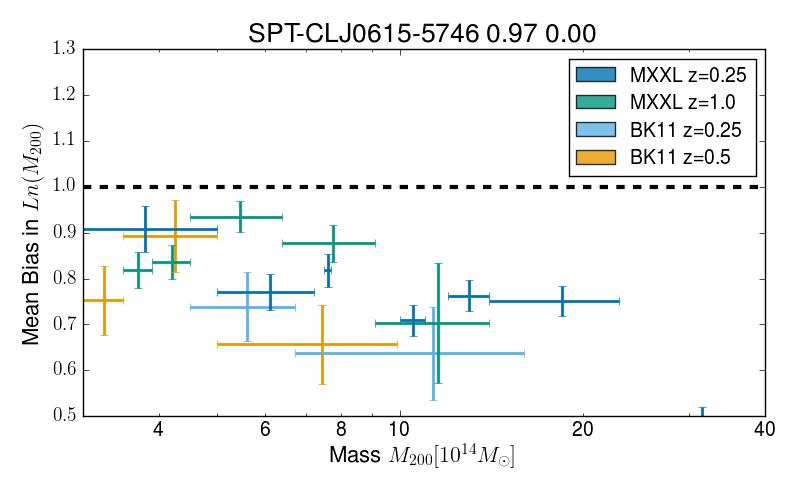 SPT-CLJ0615-5746 0.97 0.00
1.3
1.2
1.1
1.0
0.9
0.8
0.7
0.6
0.5
Mean Bias in Ln(M₂₀₀)
MXXL z=0.25
MXXL z=1.0
BK11 z=0.25
BK11 z=0.5
4 6 8 10 20 40
Mass M₂₀₀[10¹⁴M☉]